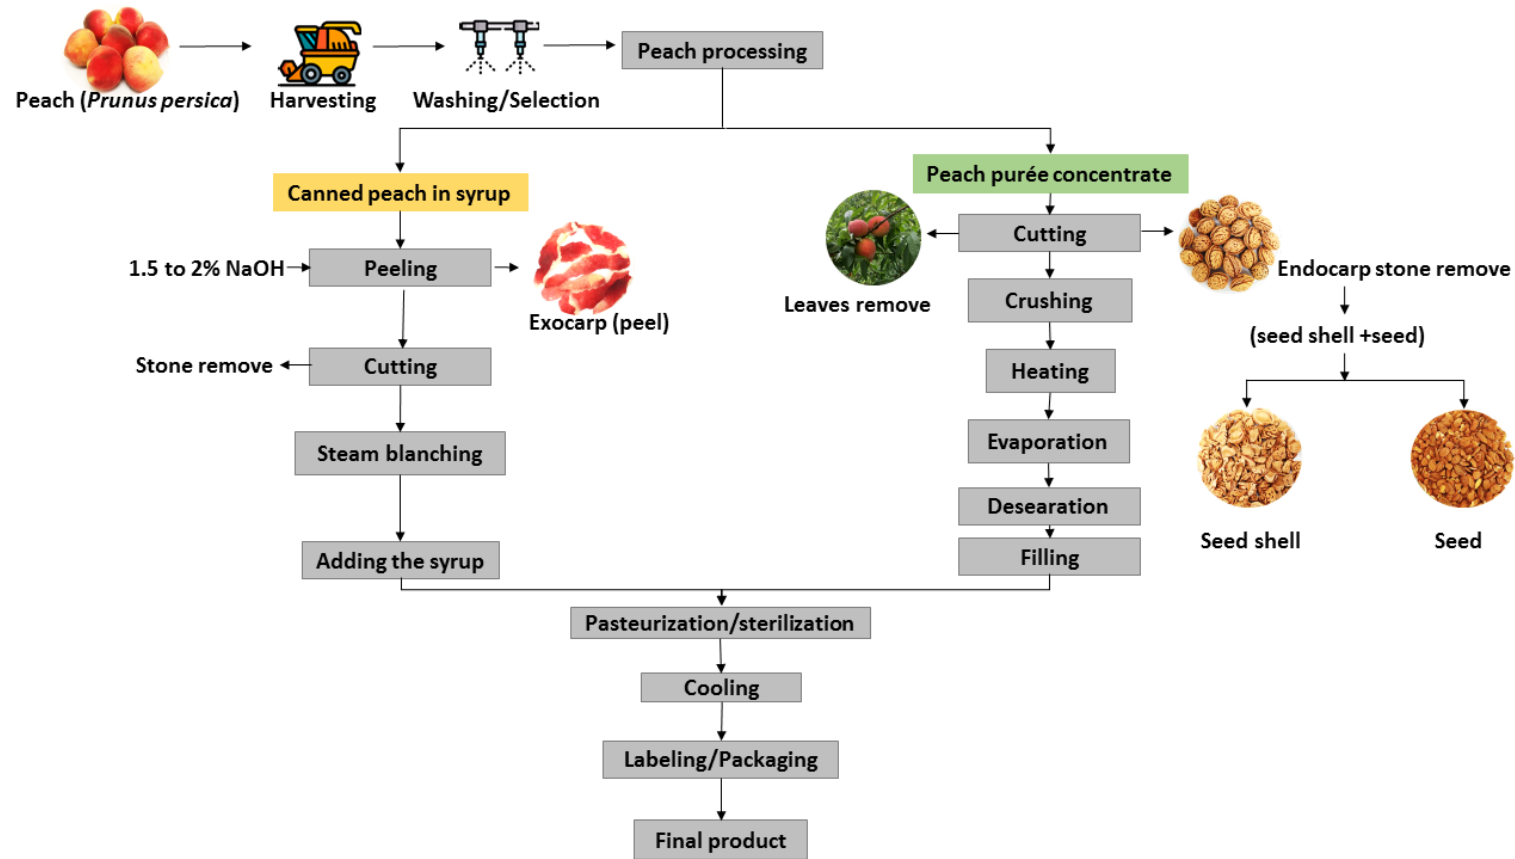 Peach processing
Peach (Prunus persica)
Harvesting
Washing/Selection
Canned peach in syrup
Peach purée concentrate
1.5 to 2% NaOH
Peeling
Exocarp (peel)
Stone remove
Cutting
Steam blanching
Adding the syrup
Cutting
Leaves remove
Endocarp stone remove
Crushing
(seed shell +seed)
Heating
Evaporation
Desearation
Filling
Seed shell
Seed
Pasteurization/sterilization
Cooling
Labeling/Packaging
Final product